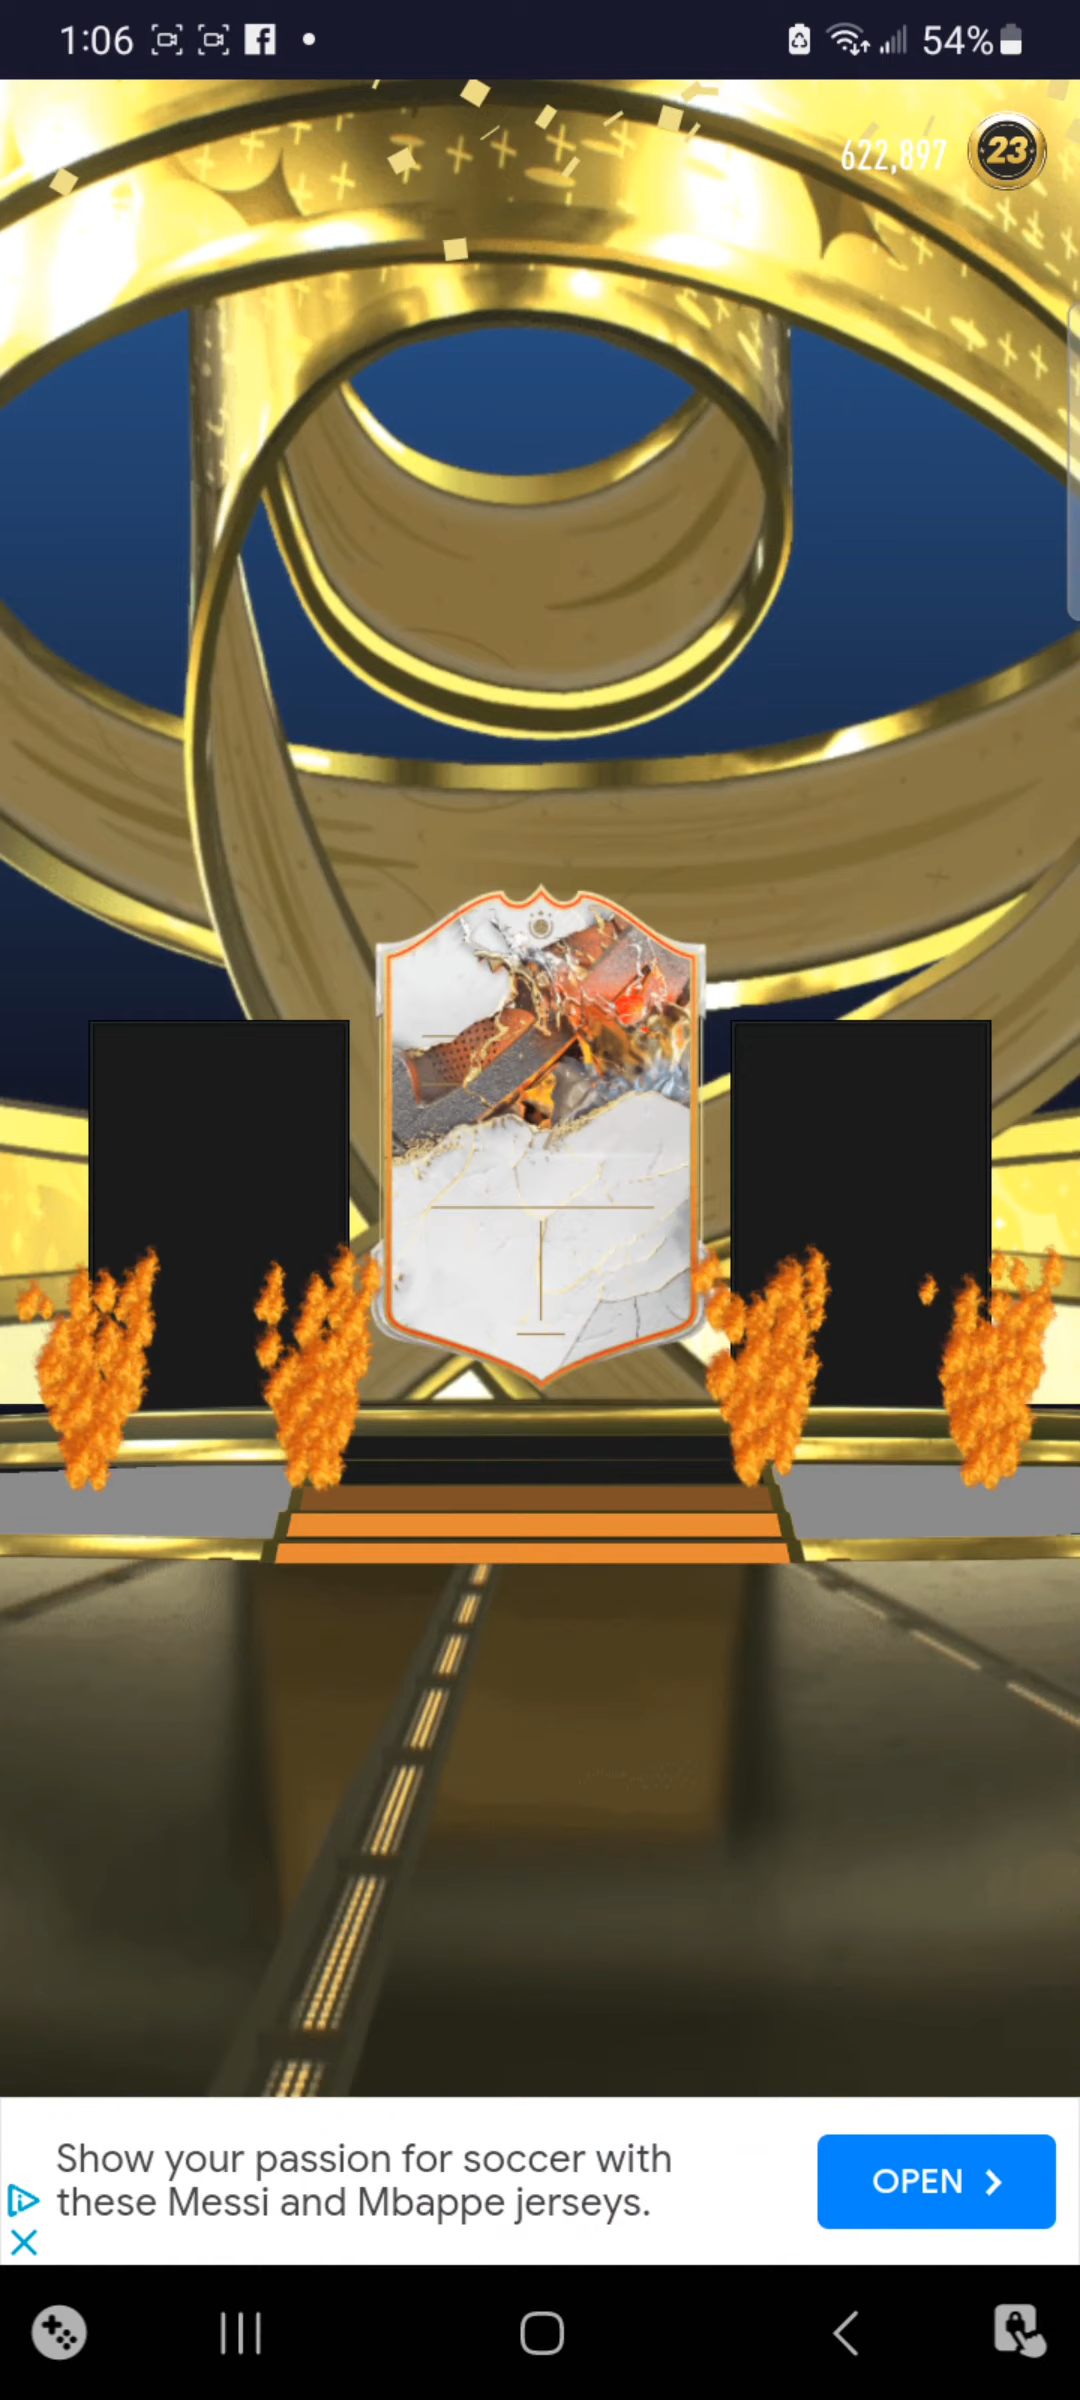 1:06
54%
622,897
23
Show your passion for soccer with
these Messi and Mbappe jerseys.
OPEN